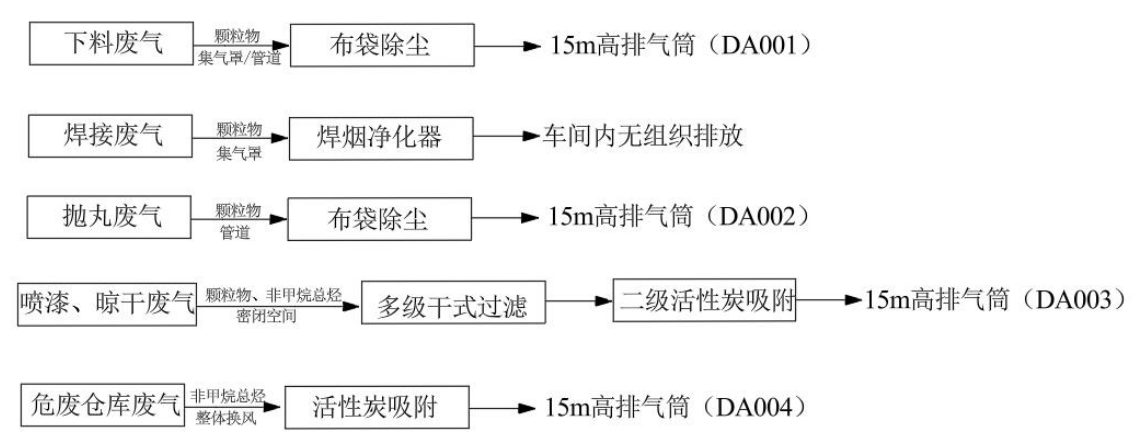 下料废气
颗粒物
集气罩/管道
布袋除尘
15m高排气筒（DA001）
焊接废气
颗粒物
集气罩
焊烟净化器
车间内无组织排放
抛丸废气
颗粒物
管道
布袋除尘
15m高排气筒（DA002）
喷漆、晾干废气
颗粒物、非甲烷总烃
密闭空间
多级干式过滤
二级活性炭吸附
15m高排气筒（DA003）
危废仓库废气
非甲烷总烃
整体换风
活性炭吸附
15m高排气筒（DA004）